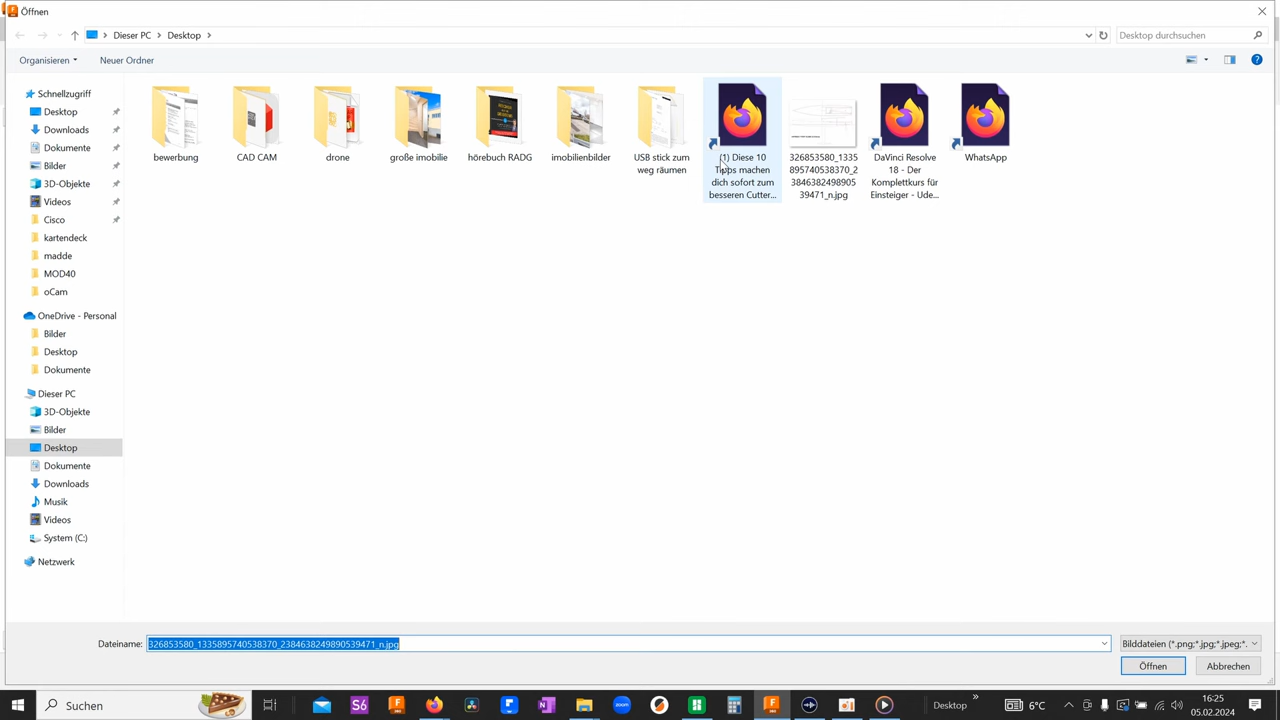 Öffnen
Dieser PC
Desktop
Desktop durchsuchen
Organisieren
Neuer Ordner
Schnellzugriff
Desktop
Downloads
Dokumente
Bilder
3D-Objekte
Videos
Cisco
kartendeck
madde
MOD40
oCam
OneDrive - Personal
Bilder
Desktop
Dokumente
Dieser PC
3D-Objekte
Bilder
Desktop
Dokumente
Downloads
Musik
Videos
System (C:)
Netzwerk
bewerbung
CAD CAM
drone
große imobilie
hörebuch RADG
imobilienbilder
USB stick zum
weg räumen
(1) Diese 10
Tipps machen
dich sofort zum
besseren Cutter...
326853580_1335
895740538370_2
3846382498905
39471_n.jpg
DaVinci Resolve
18 - Der
Komplettkurs für
Einsteiger - Ude...
WhatsApp
Dateiname:
326853580_1335895740538370_2384638249890539471_n.jpg
Bilddateien (*.png;*.jpg;*.jpeg;*.
Öffnen
Abbrechen
Suchen
Desktop
6°C
16:25
05.02.2024